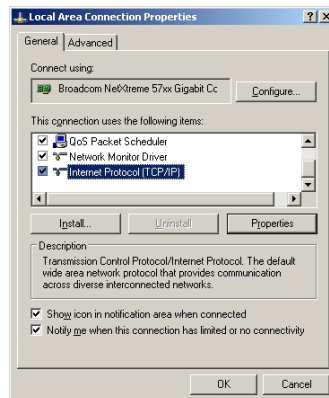 Local Area Connection Properties
General
Advanced
Connect using:
Broadcom NetXtreme 57xx Gigabit Cc
Configure...
This connection uses the following items:
QoS Packet Scheduler
Network Monitor Driver
Internet Protocol (TCP/IP)
Install...
Uninstall
Properties
Description
Transmission Control Protocol/Internet Protocol. The default
wide area network protocol that provides communication
across diverse interconnected networks.
Show icon in notification area when connected
Notify me when this connection has limited or no connectivity
OK
Cancel